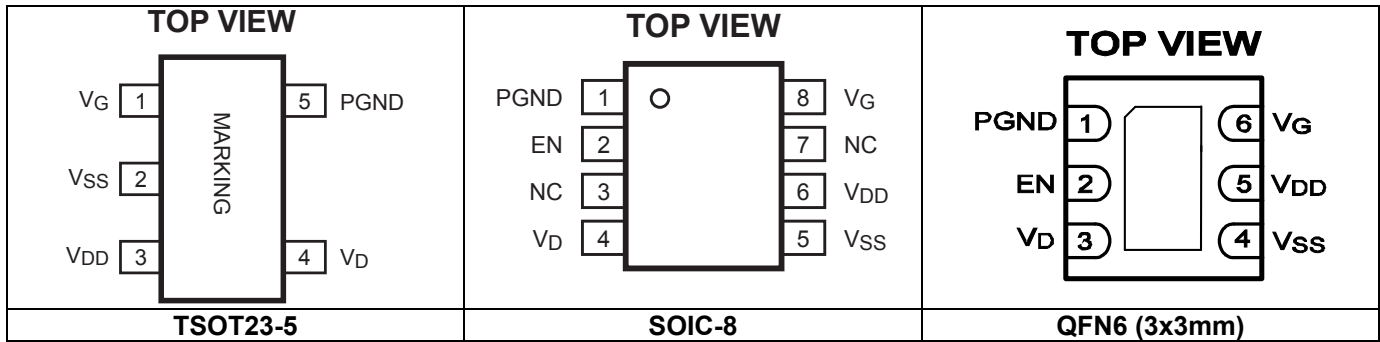 TOP VIEW
VG 1 5 PGND
MARKING
VSS 2
VDD 3 4 VD
TSOT23-5
TOP VIEW
PGND 1 8 VG
EN 2 7 NC
NC 3 6 VDD
VD 4 5 VSS
SOIC-8
TOP VIEW
PGND 1 6 VG
EN 2 5 VDD
VD 3 4 VSS
QFN6 (3x3mm)